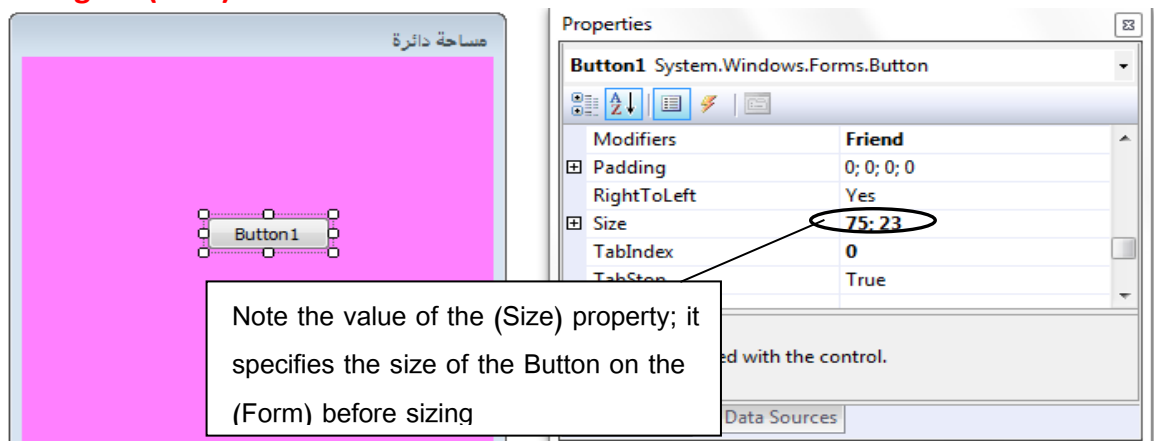 مساحة دائرة
Button1
Properties
Button1 System.Windows.Forms.Button
Modifiers Friend
Padding 0; 0; 0; 0
RightToLeft Yes
Size 75; 23
TabIndex 0
TabStop True
Note the value of the (Size) property; it
specifies the size of the Button on the
(Form) before sizing
with the control.
Data Sources